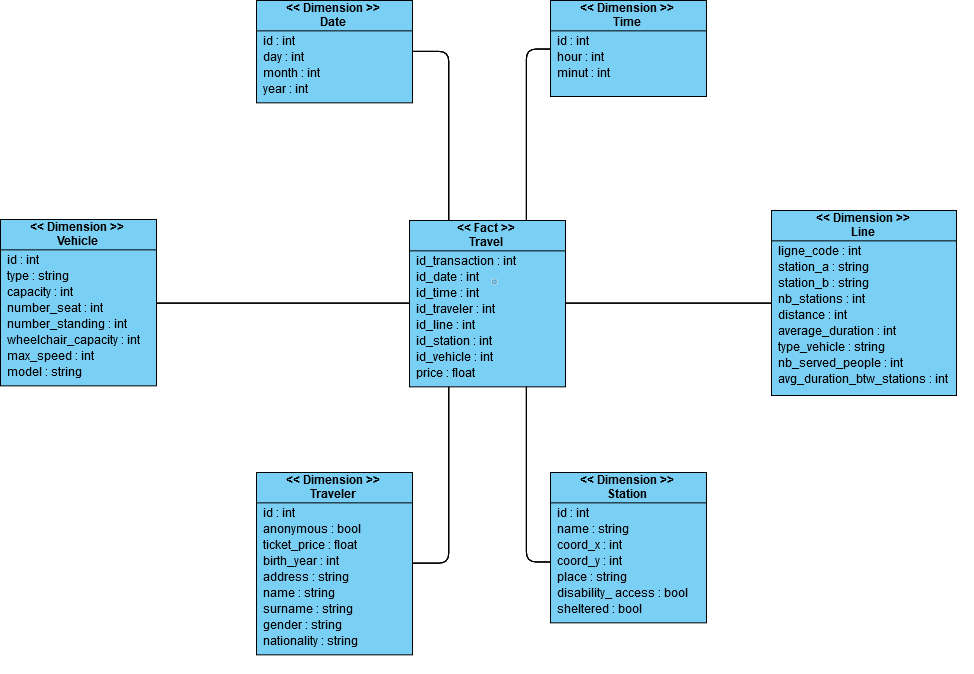 << Dimension >>
Date
id : int
day : int
month : int
year : int
<< Dimension >>
Time
id : int
hour : int
minut : int
<< Dimension >>
Vehicle
id : int
type : string
capacity : int
number_seat : int
number_standing : int
wheelchair_capacity : int
max_speed : int
model : string
<< Fact >>
Travel
id_transaction : int
id_date : int
id_time : int
id_traveler : int
id_line : int
id_station : int
id_vehicle : int
price : float
<< Dimension >>
Line
ligne_code : int
station_a : string
station_b : string
nb_stations : int
distance : int
average_duration : int
type_vehicle : string
nb_served_people : int
avg_duration_btw_stations : int
<< Dimension >>
Traveler
id : int
anonymous : bool
ticket_price : float
birth_year : int
address : string
name : string
surname : string
gender : string
nationality : string
<< Dimension >>
Station
id : int
name : string
coord_x : int
coord_y : int
place : string
disability_ access : bool
sheltered : bool